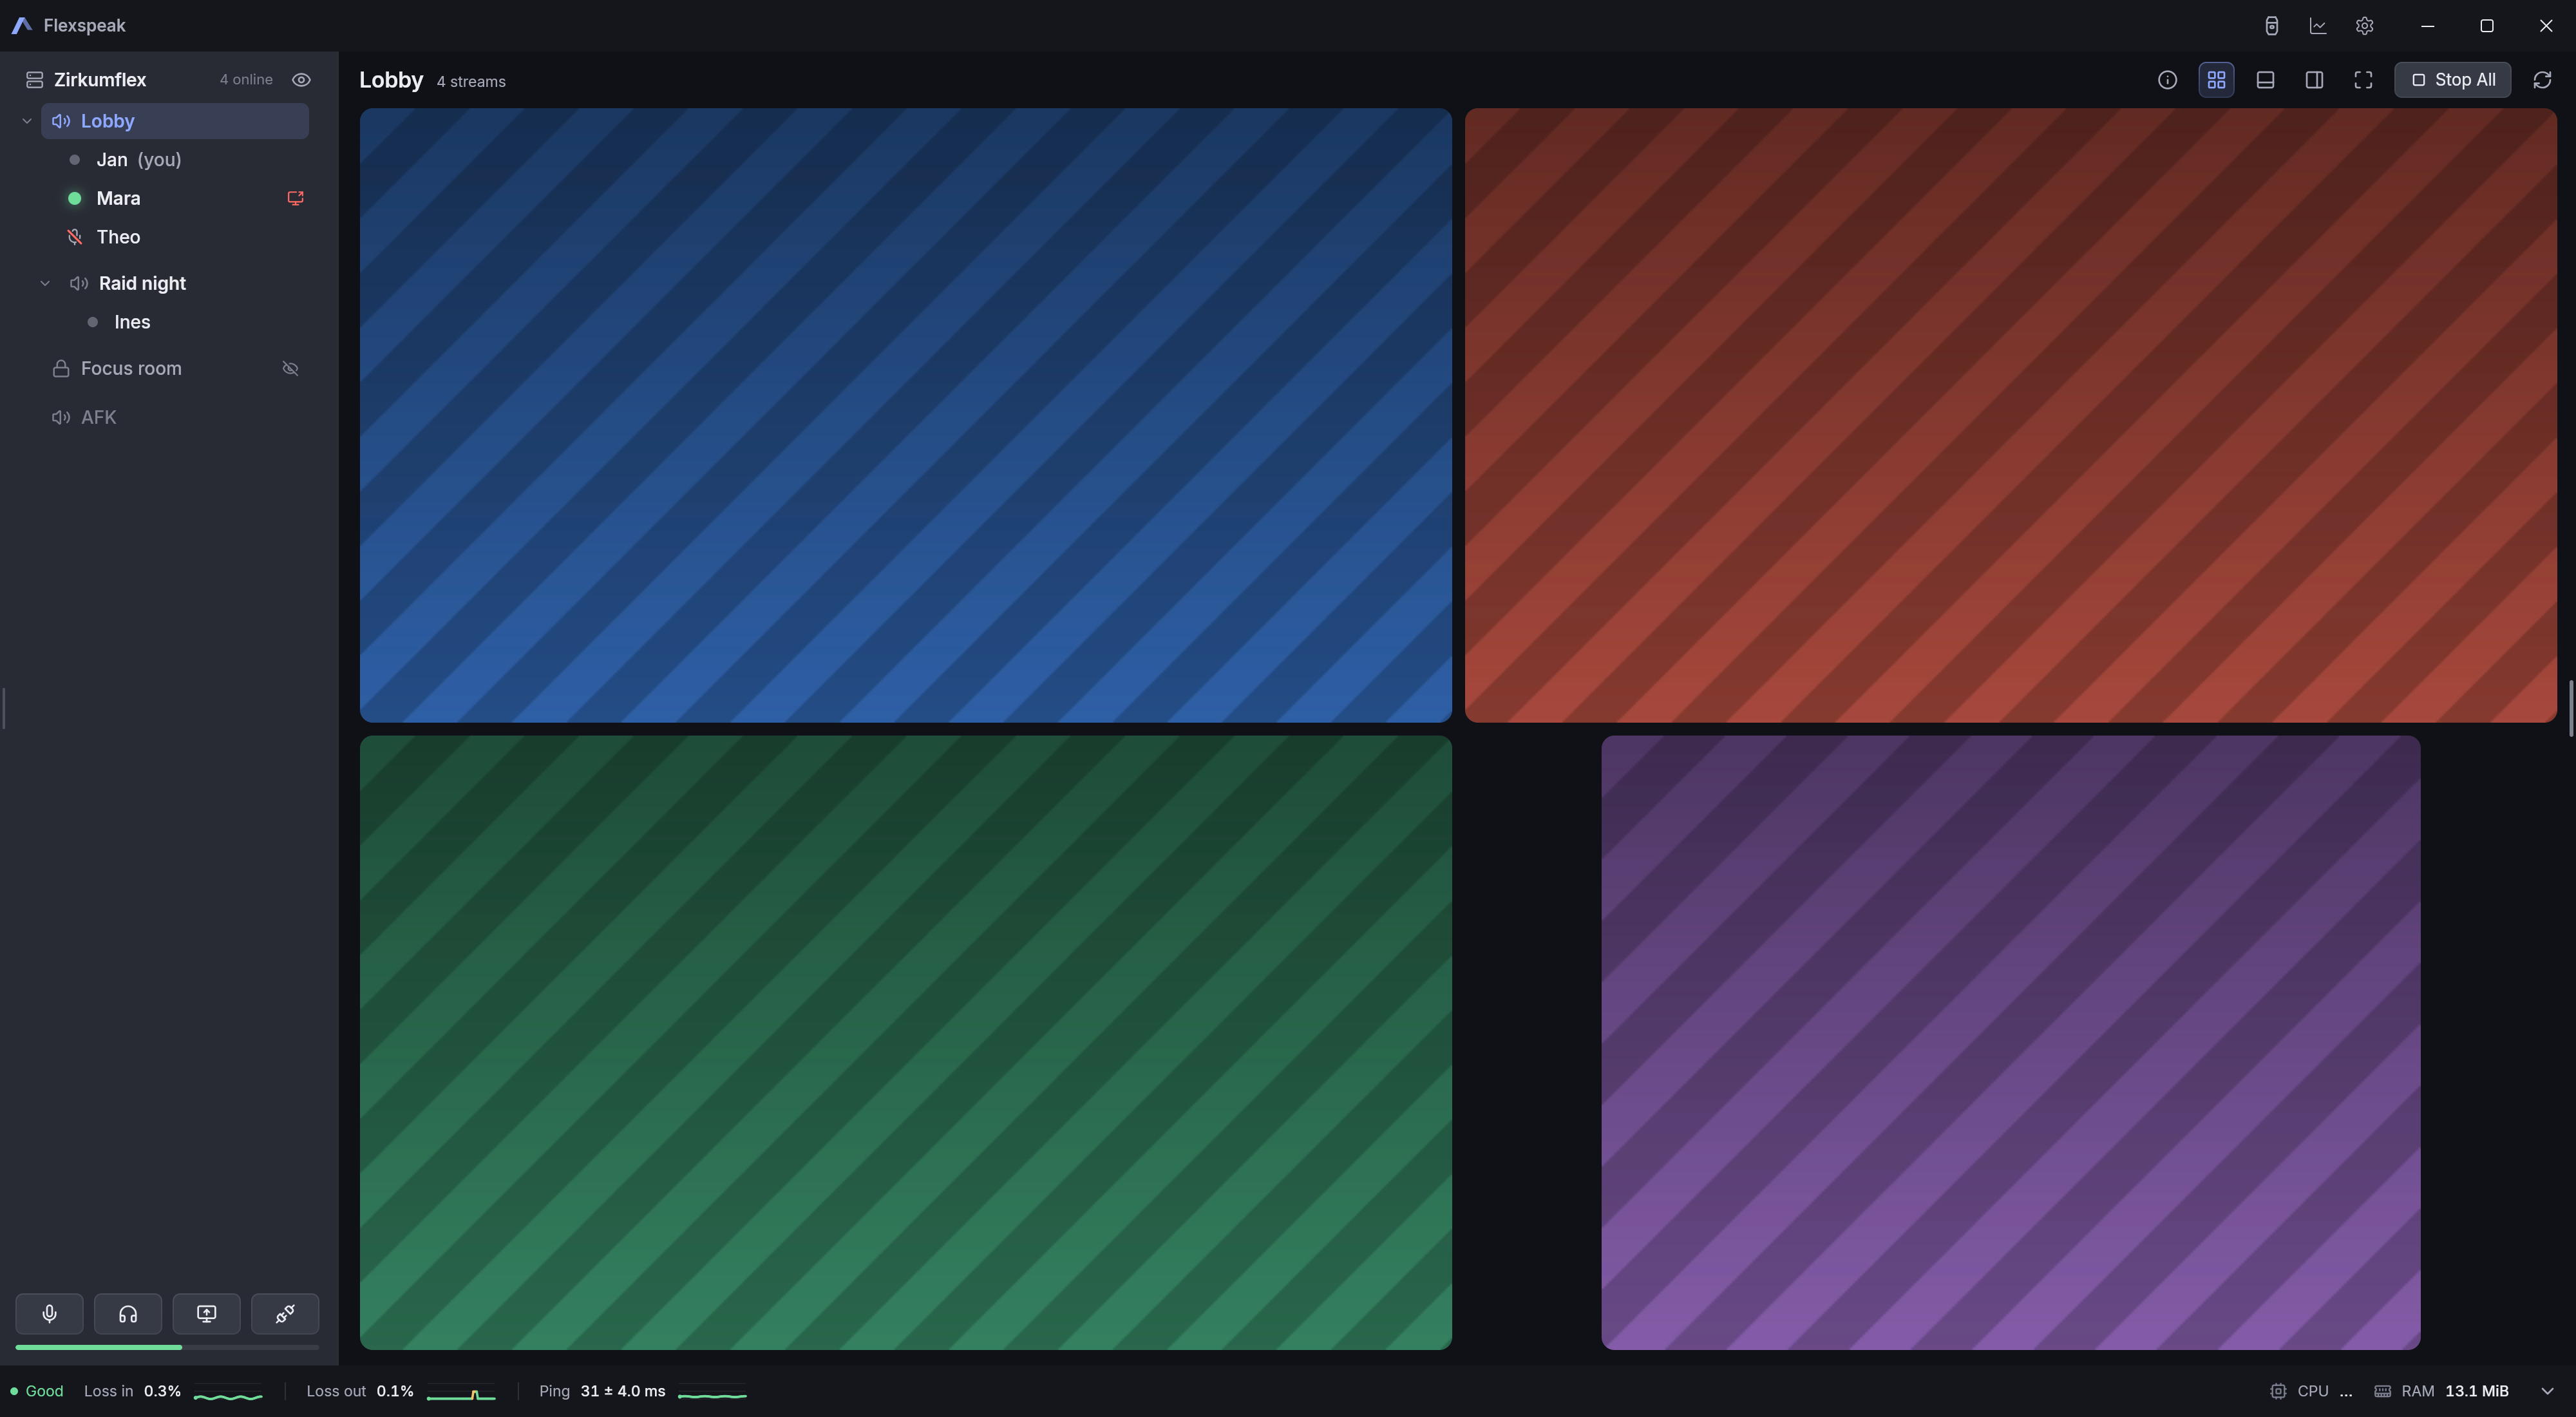 Flexspeak
Zirkumflex 4 online
Lobby
Jan (you)
Mara
Theo
Raid night
Ines
Focus room
AFK
Lobby 4 streams
Stop All
Good Loss in 0.3% Loss out 0.1% Ping 31 ± 4.0 ms
CPU ... RAM 13.1 MiB